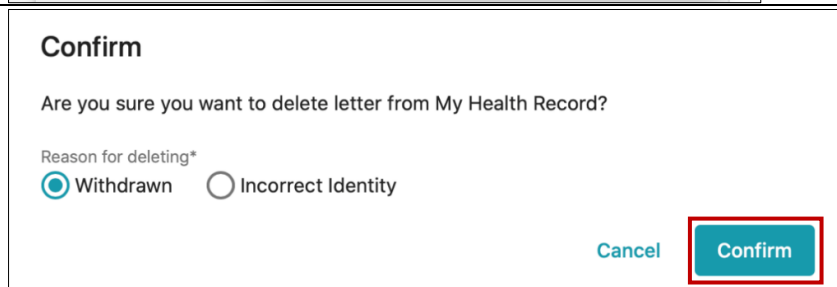 Confirm
Are you sure you want to delete letter from My Health Record?
Reason for deleting*
Withdrawn Incorrect Identity
Cancel Confirm